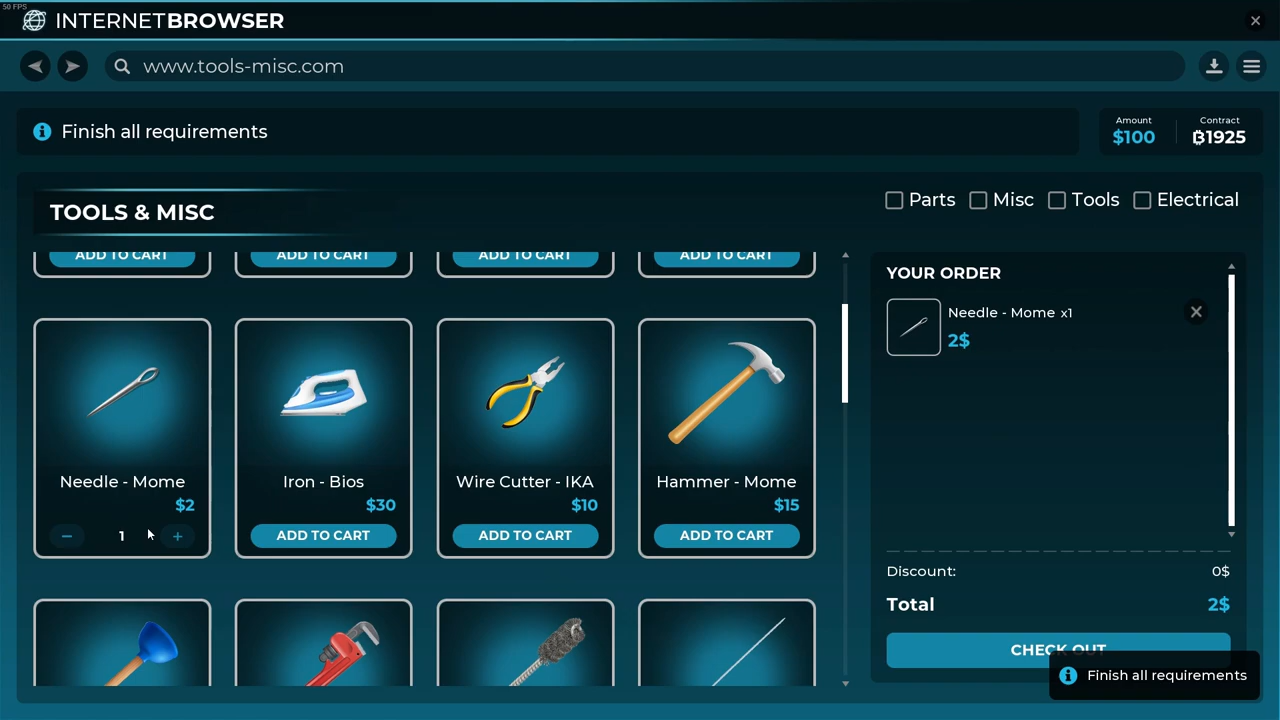 50 FPS
INTERNETBROWSER
www.tools-misc.com
Finish all requirements
Amount
$100
Contract
₿1925
TOOLS & MISC
Parts
Misc
Tools
Electrical
ADD TO CART
ADD TO CART
ADD TO CART
ADD TO CART
Needle - Mome
$2
1
Iron - Bios
$30
ADD TO CART
Wire Cutter - IKA
$10
ADD TO CART
Hammer - Mome
$15
ADD TO CART
YOUR ORDER
Needle - Mome x1
2$
Discount: 0$
Total 2$
CHECK OUT
Finish all requirements